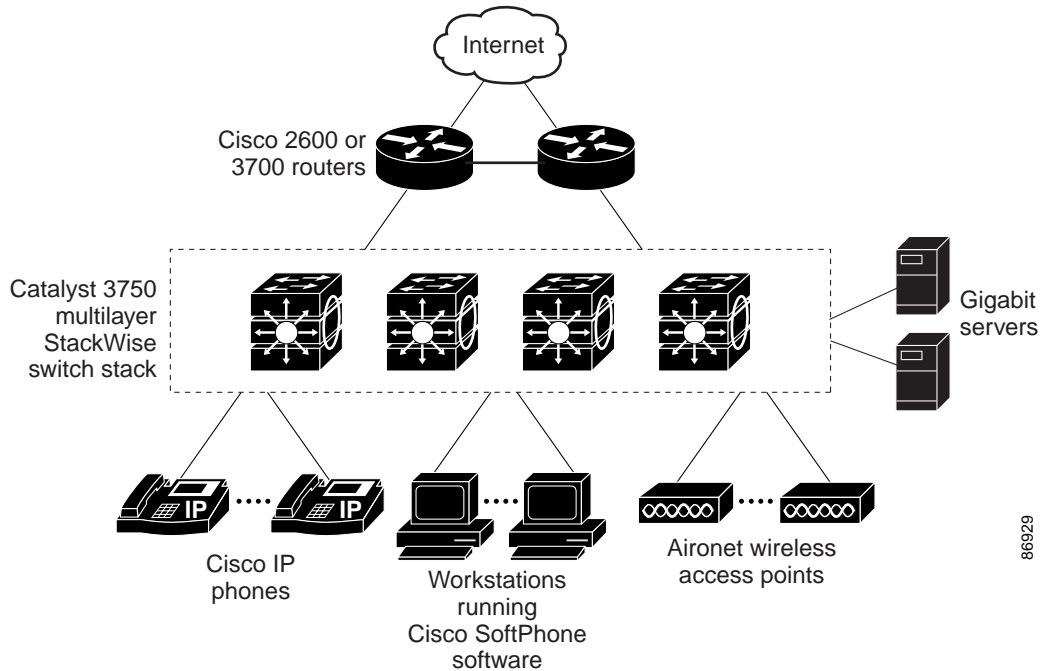 Internet
Cisco 2600 or
3700 routers
Catalyst 3750
multilayer
StackWise
switch stack
Gigabit
servers
IP
IP
Cisco IP
phones
Workstations
running
Cisco SoftPhone
software
Aironet wireless
access points
86929